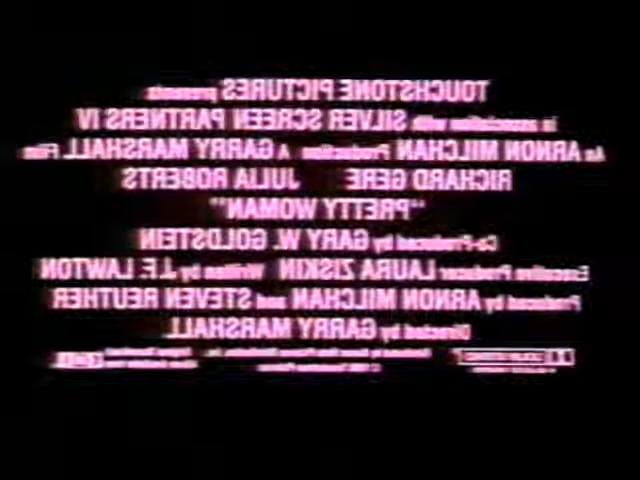 TOUCHSTONE PICTURES presents
in association with SILVER SCREEN PARTNERS IV
An ARNON MILCHAN Production A GARRY MARSHALL Film
RICHARD GERE JULIA ROBERTS
"PRETTY WOMAN"
Co-Produced by GARY W. GOLDSTEIN
Executive Producer LAURA ZISKIN Written by J.F. LAWTON
Produced by ARNON MILCHAN and STEVEN REUTHER
Directed by GARRY MARSHALL